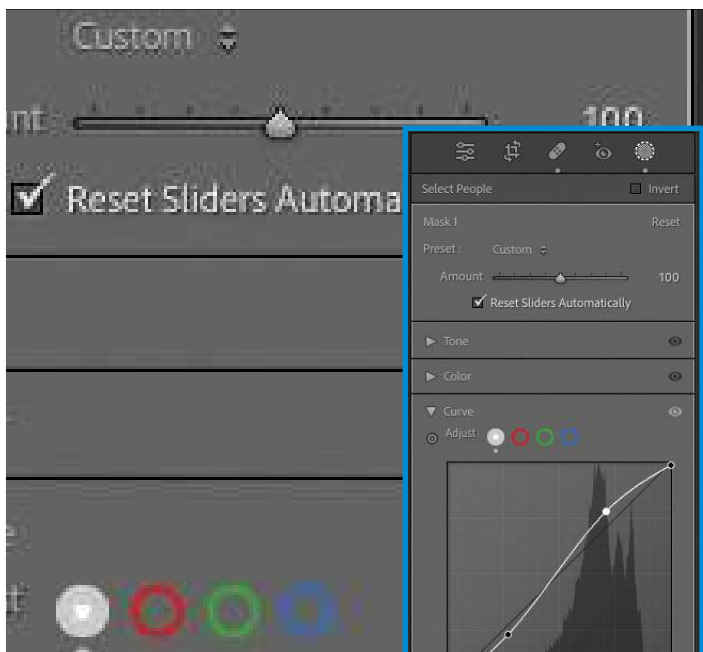 Custom
nt
100
Reset Sliders Automa
Select People
Invert
Mask 1
Reset
Preset :
Custom
Amount
100
Reset Sliders Automatically
Tone
Color
Curve
Adjust